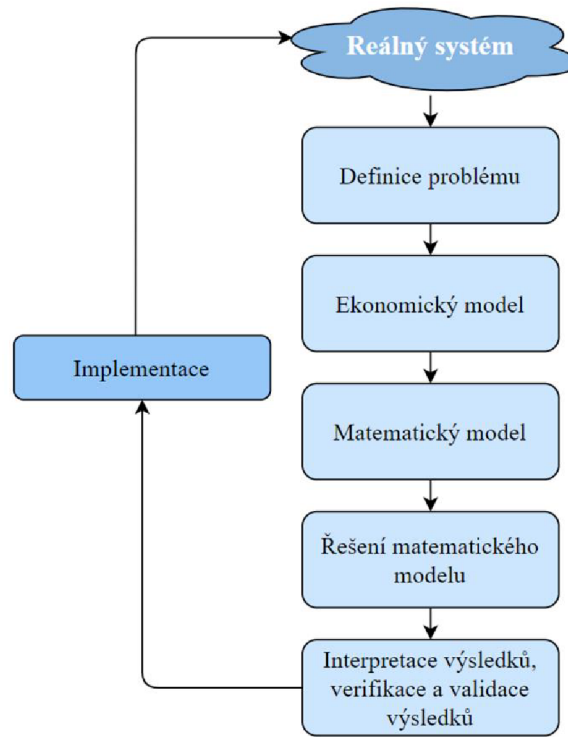 Reálný systém
Definice problému
Ekonomický model
Implementace
Matematický model
Řešení matematického
modelu
Interpretace výsledků,
verifikace a validace
výsledků